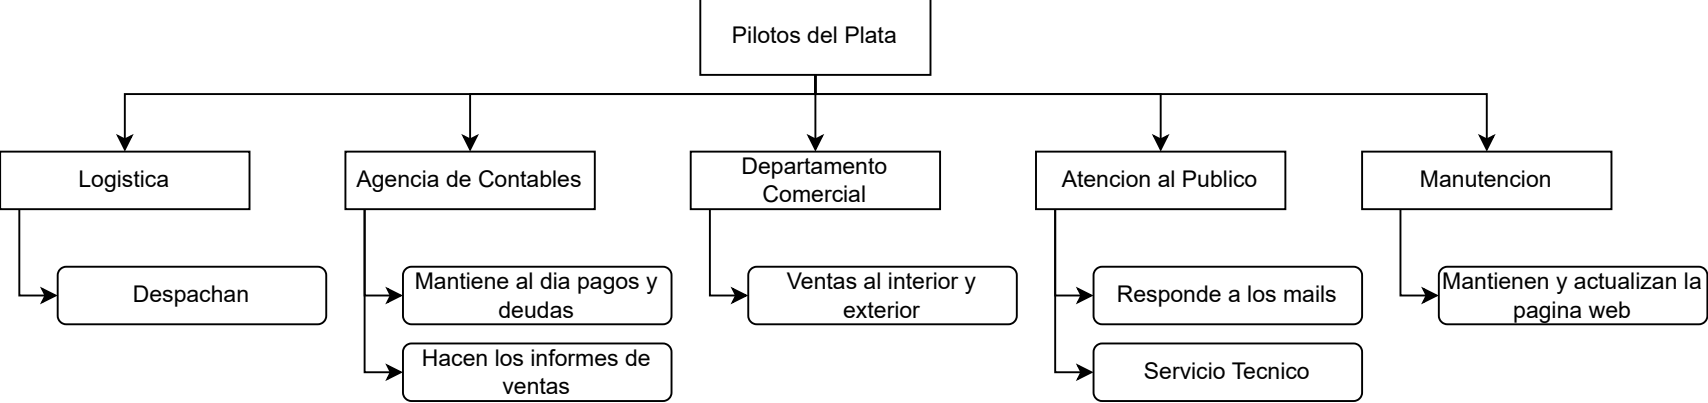 Pilotos del Plata
Logistica
Agencia de Contables
Departamento
Comercial
Atencion al Publico
Manutencion
Despachan
Mantiene al dia pagos y
deudas
Ventas al interior y
exterior
Responde a los mails
Mantienen y actualizan la
pagina web
Hacen los informes de
ventas
Servicio Tecnico